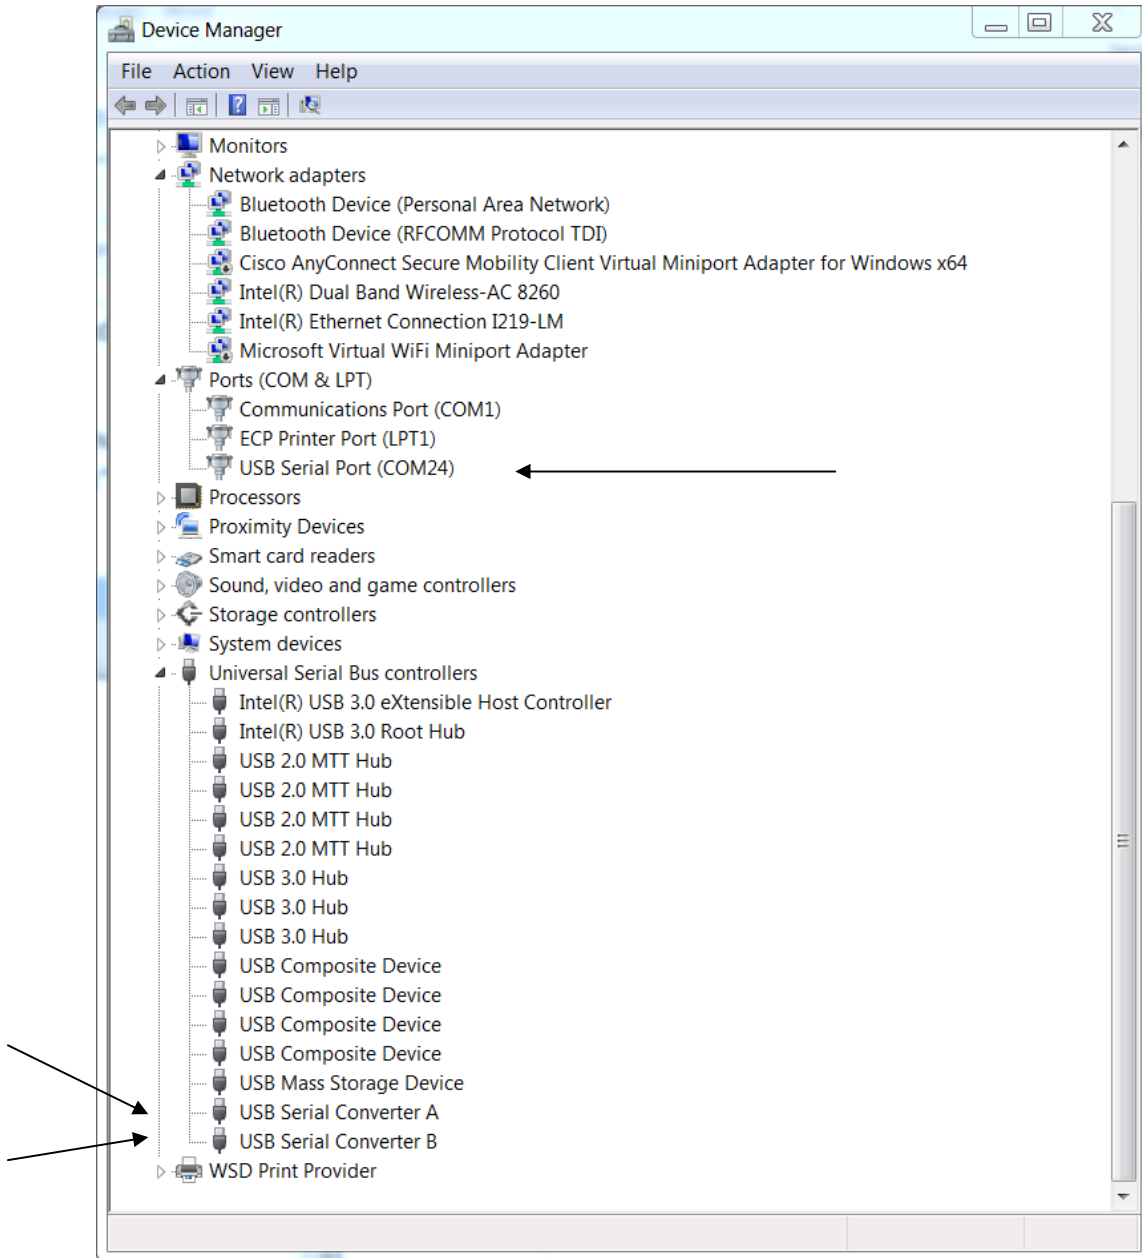 Device Manager
File Action View Help
Monitors
Network adapters
Bluetooth Device (Personal Area Network)
Bluetooth Device (RFCOMM Protocol TDI)
Cisco AnyConnect Secure Mobility Client Virtual Miniport Adapter for Windows x64
Intel(R) Dual Band Wireless-AC 8260
Intel(R) Ethernet Connection I219-LM
Microsoft Virtual WiFi Miniport Adapter
Ports (COM & LPT)
Communications Port (COM1)
ECP Printer Port (LPT1)
USB Serial Port (COM24)
Processors
Proximity Devices
Smart card readers
Sound, video and game controllers
Storage controllers
System devices
Universal Serial Bus controllers
Intel(R) USB 3.0 eXtensible Host Controller
Intel(R) USB 3.0 Root Hub
USB 2.0 MTT Hub
USB 2.0 MTT Hub
USB 2.0 MTT Hub
USB 2.0 MTT Hub
USB 3.0 Hub
USB 3.0 Hub
USB 3.0 Hub
USB Composite Device
USB Composite Device
USB Composite Device
USB Composite Device
USB Mass Storage Device
USB Serial Converter A
USB Serial Converter B
WSD Print Provider